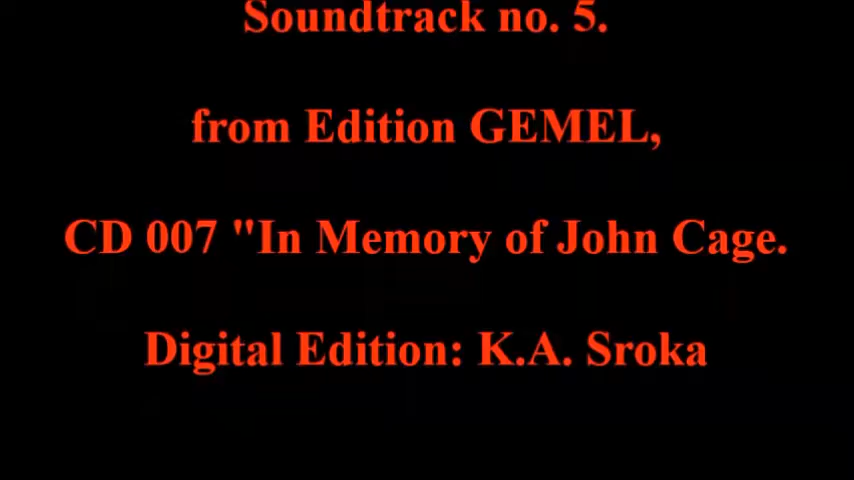 Soundtrack no. 5.
from Edition GEMEL,
CD 007 "In Memory of John Cage.
Digital Edition: K.A. Sroka